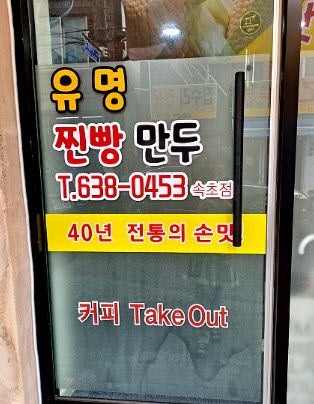 유명
찐빵 만두
T.638-0453 속초점
40년 전통의 손맛
커피 Take Out